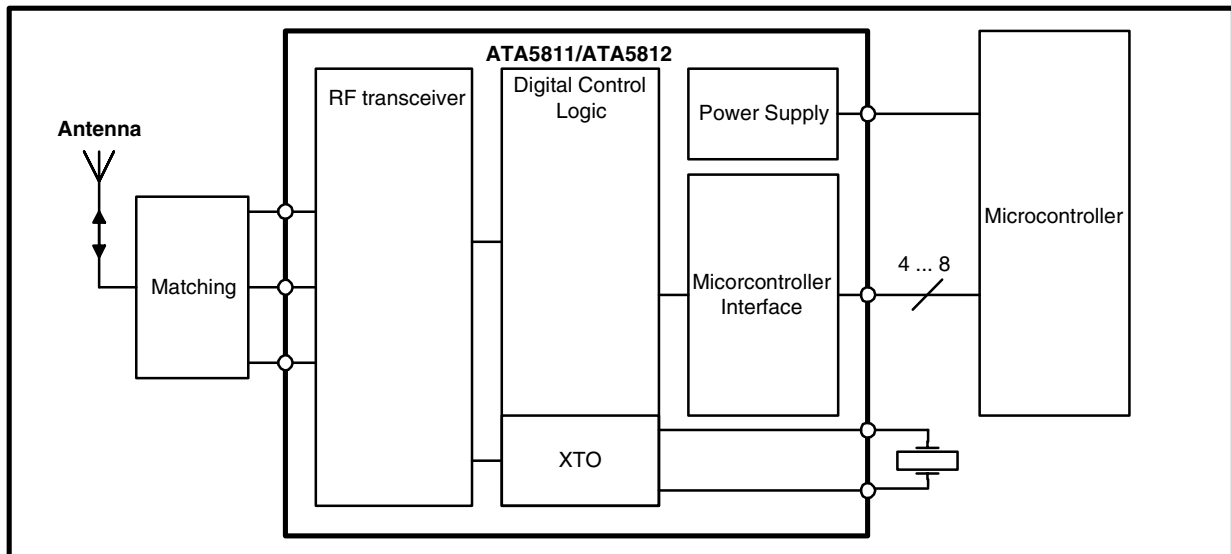 ATA5811/ATA5812
RF transceiver
Digital Control
Logic
Power Supply
Antenna
Matching
Micorcontroller
Interface
4 ... 8
Microcontroller
XTO